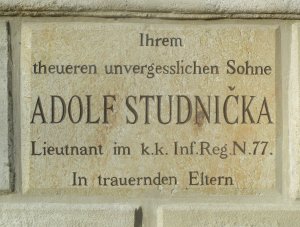 Ihrem
theueren unvergesslichen Sohne
ADOLF STUDNIČKA
Lieutnant im k.k. Inf.Reg.N.77.
In trauernden Eltern